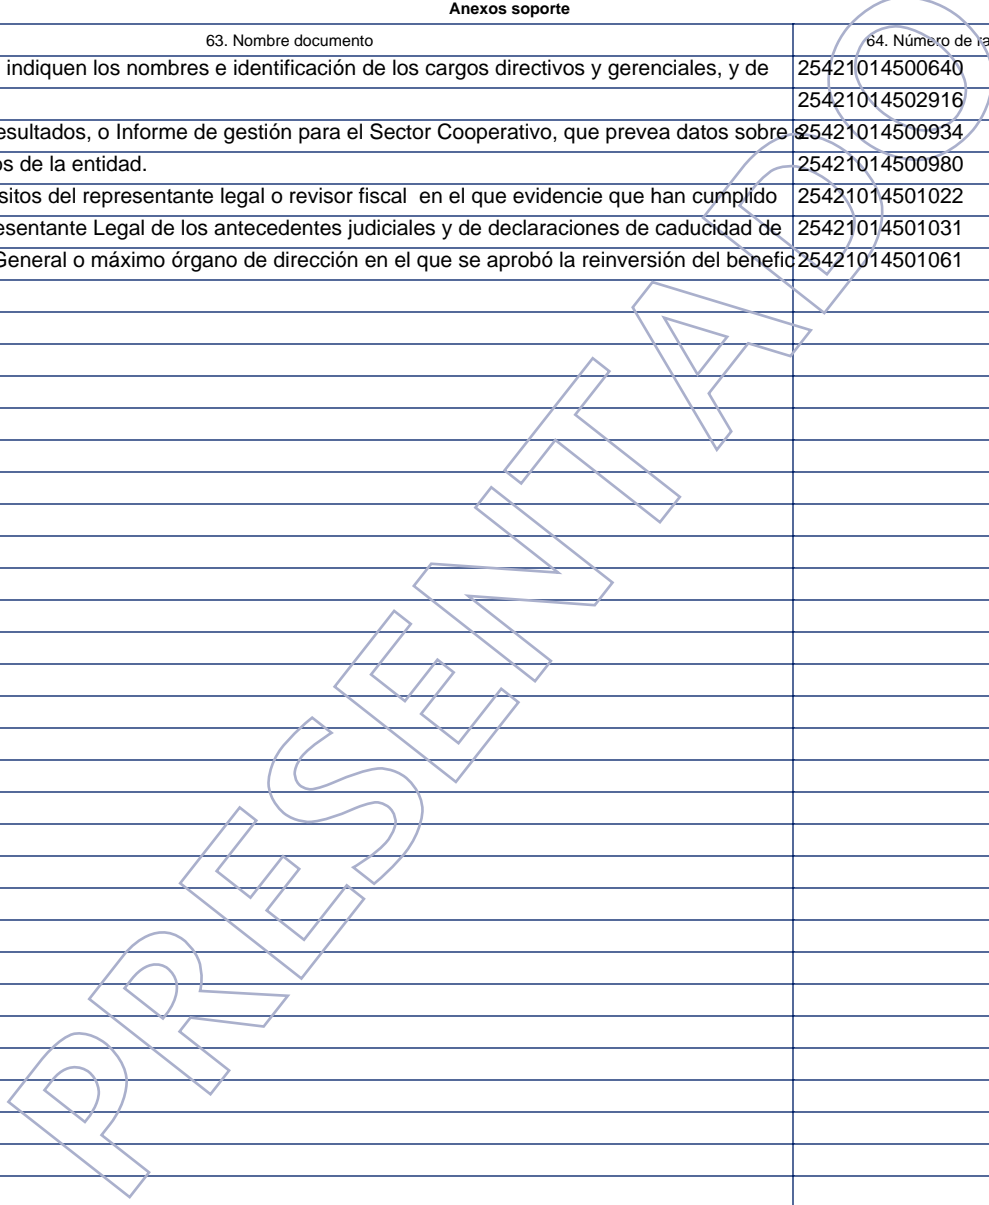 Anexos soporte
63. Nombre documento 64. Número de ra
indiquen los nombres e identificación de los cargos directivos y gerenciales, y de 25421014500640
25421014502916
esultados, o Informe de gestión para el Sector Cooperativo, que prevea datos sobre s 25421014500934
os de la entidad. 25421014500980
sitos del representante legal o revisor fiscal en el que evidencie que han cumplido 25421014501022
esentante Legal de los antecedentes judiciales y de declaraciones de caducidad de 25421014501031
General o máximo órgano de dirección en el que se aprobó la reinversión del benefic 25421014501061
PRESENTADO